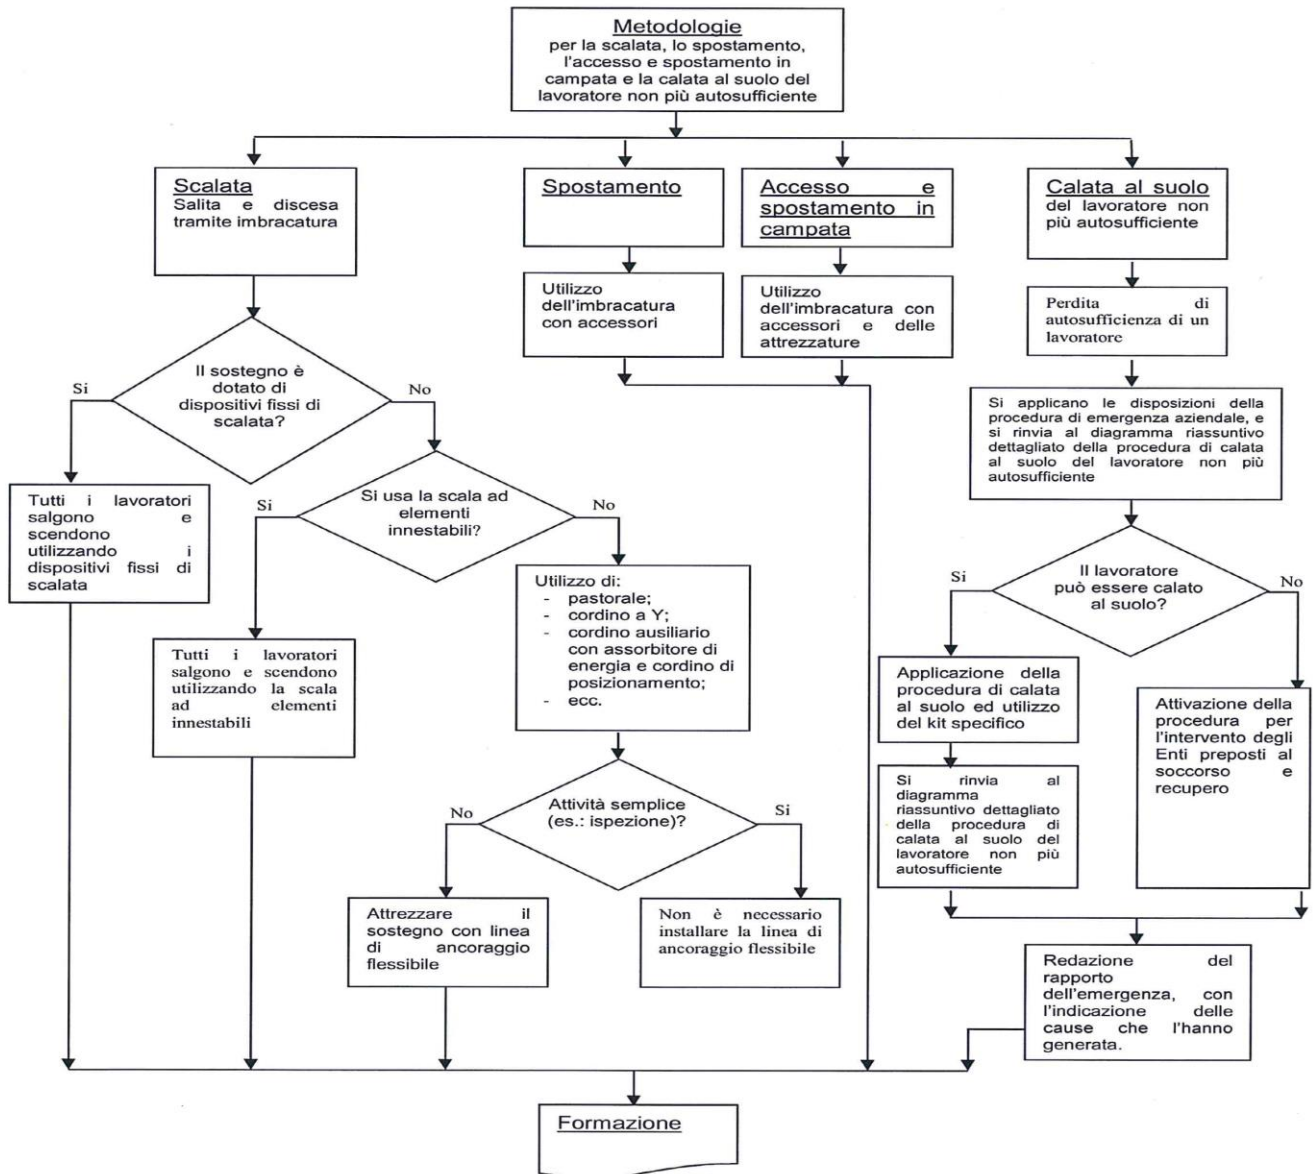 Metodologie
per la scalata, lo spostamento,
l'accesso e spostamento in
campata e la calata al suolo del
lavoratore non più autosufficiente
Scalata
Salita e discesa
tramite imbracatura
Spostamento
Accesso e
spostamento in
campata
Calata al suolo
del lavoratore non
più autosufficiente
Utilizzo
dell'imbracatura
con accessori
Utilizzo
dell'imbracatura con
accessori e delle
attrezzature
Perdita di
autosufficienza di un
lavoratore
Il sostegno è
dotato di
dispositivi fissi di
scalata?
Si
No
Si applicano le disposizioni della
procedura di emergenza aziendale, e
si rinvia al diagramma riassuntivo
dettagliato della procedura di calata
al suolo del lavoratore non più
autosufficiente
Tutti i lavoratori
salgono e
scendono
utilizzando i
dispositivi fissi di
scalata
Si usa la scala ad
elementi
innestabili?
Si
No
Il lavoratore
può essere calato
al suolo?
Si
No
Tutti i lavoratori
salgono e scendono
utilizzando la scala
ad elementi
innestabili
Utilizzo di:
- pastorale;
- cordino a Y;
- cordino ausiliario
con assorbitore di
energia e cordino di
posizionamento;
- ecc.
Applicazione della
procedura di calata
al suolo ed utilizzo
del kit specifico
Attivazione della
procedura per
l'intervento degli
Enti preposti al
soccorso e
recupero
Si rinvia al
diagramma
riassuntivo dettagliato
della procedura di
calata al suolo del
lavoratore non più
autosufficiente
Attività semplice
(es.: ispezione)?
No
Si
Attrezzare il
sostegno con linea
di ancoraggio
flessibile
Non è necessario
installare la linea di
ancoraggio flessibile
Redazione del
rapporto
dell'emergenza, con
l'indicazione delle
cause che l'hanno
generata.
Formazione